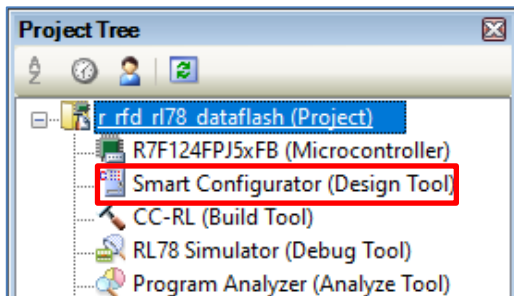 Project Tree
r_rfd_rl78_dataflash (Project)
R7F124FPJ5xFB (Microcontroller)
Smart Configurator (Design Tool)
CC-RL (Build Tool)
RL78 Simulator (Debug Tool)
Program Analyzer (Analyze Tool)